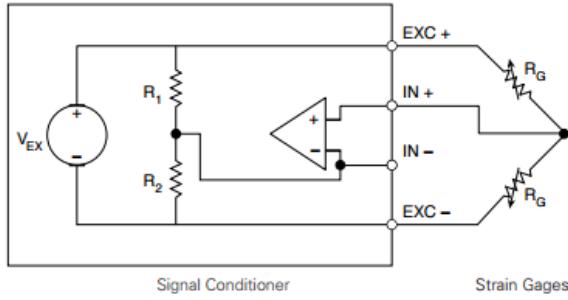 EXC +
R1
RG
IN +
+
+
VEX
−
−
IN −
R2
RG
EXC −
Signal Conditioner
Strain Gages